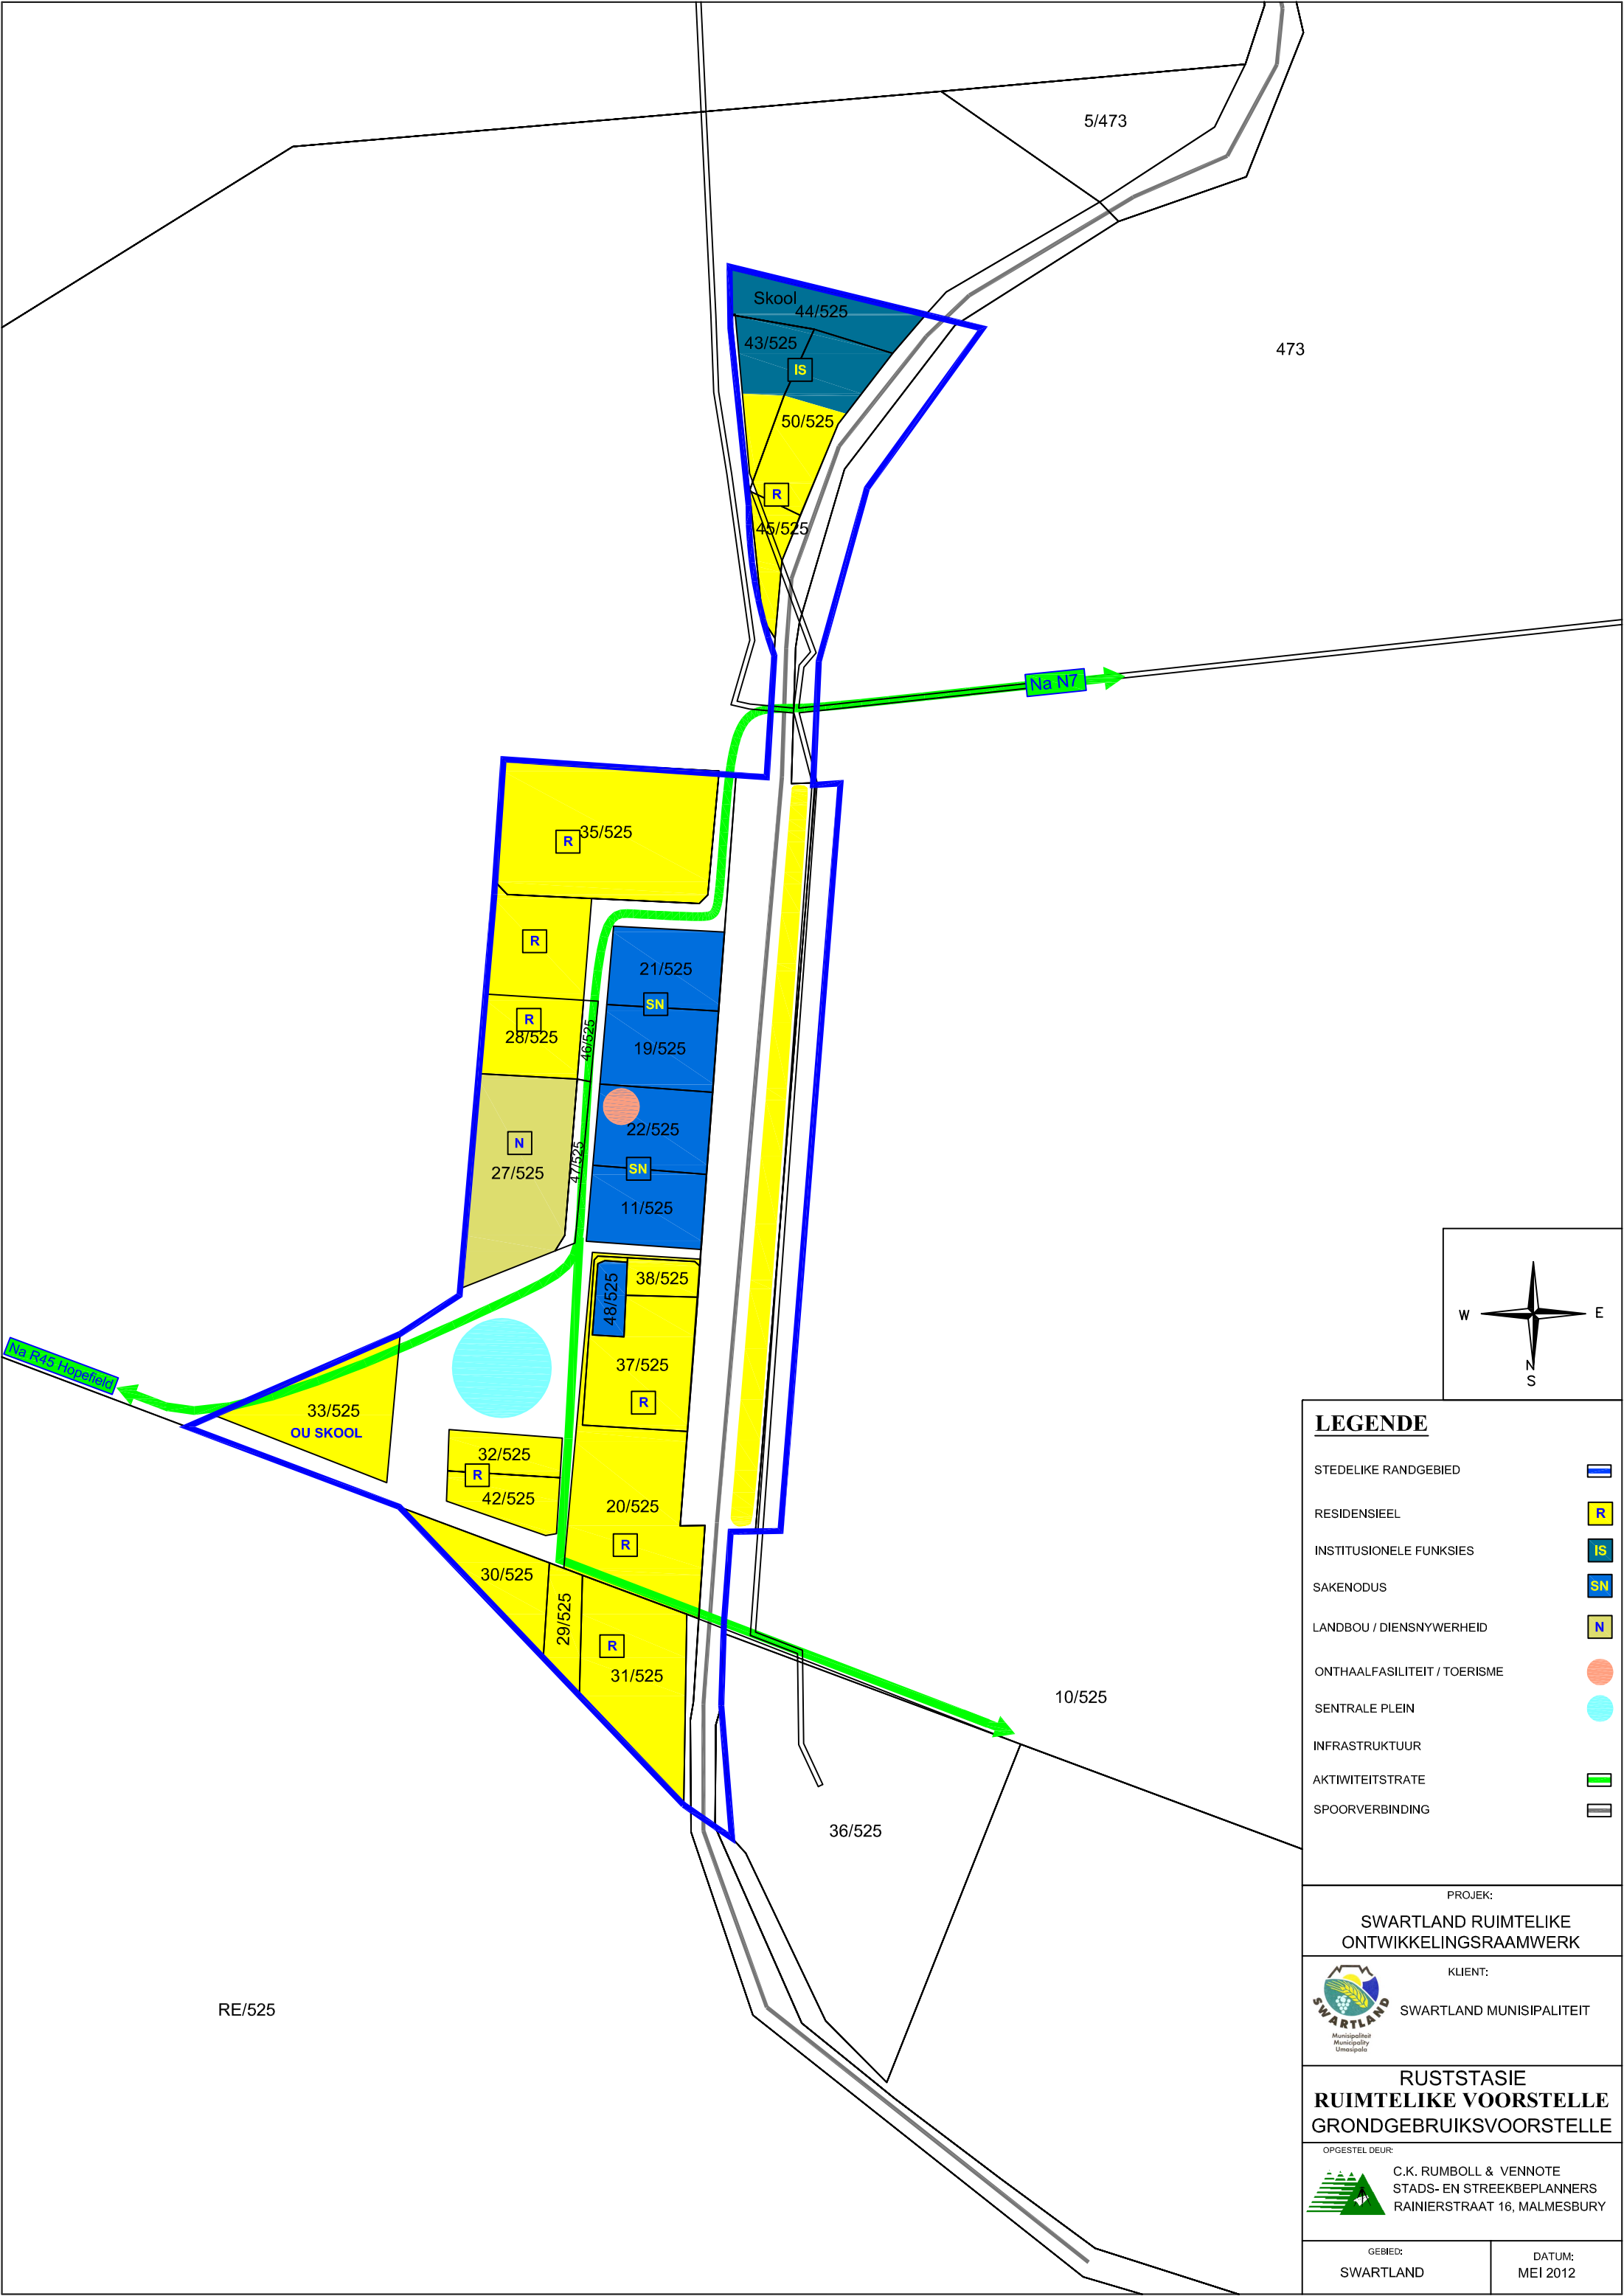 5/473
473
Skool
44/525
43/525
IS
50/525
R
45/525
Na N7
35/525
R
R
21/525
SN
R
28/525
46/525
19/525
22/525
N
27/525
47/525
SN
11/525
38/525
48/525
37/525
R
Na R45 Hopefield
33/525
OU SKOOL
32/525
R
42/525
20/525
R
30/525
29/525
R
31/525
10/525
36/525
RE/525
W
E
N
S
LEGENDE
STEDELIKE RANDGEBIED
RESIDENSIEEL
R
INSTITUSIONELE FUNKSIES
IS
SAKENODUS
SN
LANDBOU / DIENSNYWERHEID
N
ONTHAALFASILITEIT / TOERISME
SENTRALE PLEIN
INFRASTRUKTUUR
AKTIWITEITSTRATE
SPOORVERBINDING
PROJEK:
SWARTLAND RUIMTELIKE
ONTWIKKELINGSRAAMWERK
KLIENT:
SWARTLAND MUNISIPALITEIT
SWARTLAND
Munisipaliteit
Municipality
Umasipala
RUSTSTASIE
RUIMTELIKE VOORSTELLE
GRONDGEBRUIKSVOORSTELLE
OPGESTEL DEUR:
C.K. RUMBOLL & VENNOTE
STADS- EN STREEKBEPLANNERS
RAINIERSTRAAT 16, MALMESBURY
GEBIED:
SWARTLAND
DATUM:
MEI 2012